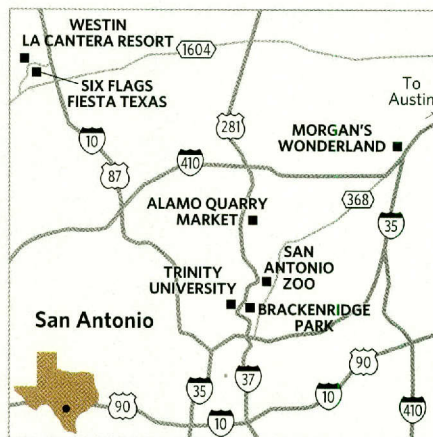 WESTIN
LA CANTERA RESORT
1604
SIX FLAGS
FIESTA TEXAS
To
Austin
10
281
MORGAN'S
WONDERLAND
87
410
368
ALAMO QUARRY
MARKET
35
SAN
ANTONIO
ZOO
TRINITY
UNIVERSITY
BRACKENRIDGE
PARK
San Antonio
90
35
37
90
10
10
410